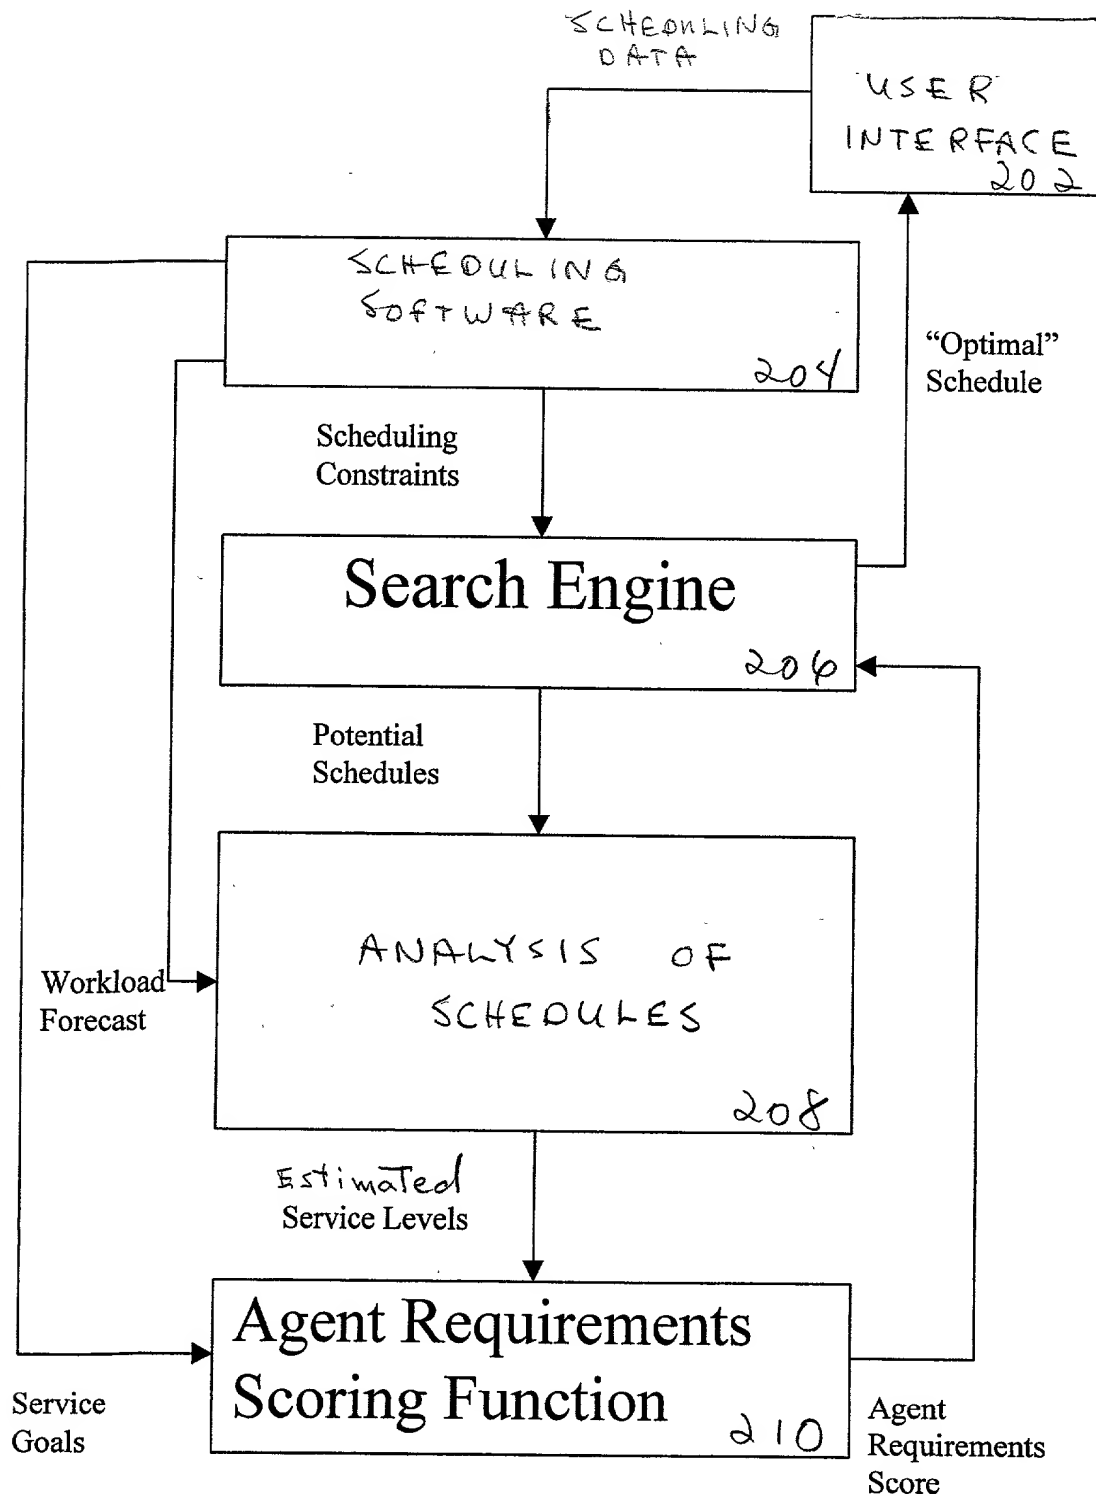 SCHEDULING
DATA
USER
INTERFACE
202
SCHEDULING
SOFTWARE
204
"Optimal"
Schedule
Scheduling
Constraints
Search Engine
206
Potential
Schedules
ANALYSIS OF
SCHEDULES
208
Workload
Forecast
Estimated
Service Levels
Agent Requirements
Scoring Function
210
Service
Goals
Agent
Requirements
Score